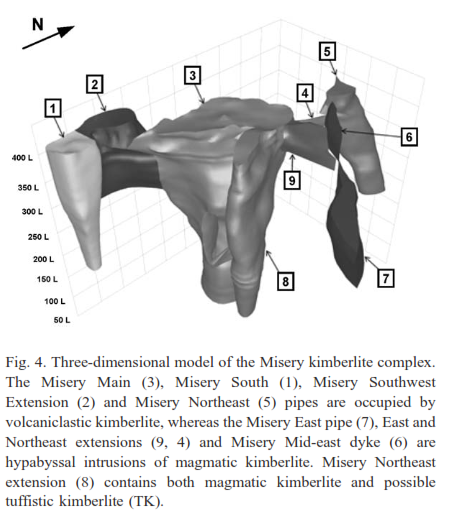 N
5
3
2
4
1
6
400 L
350 L
9
300 L
250 L
200 L
150 L
8
7
100 L
50 L
Fig. 4. Three-dimensional model of the Misery kimberlite complex.
The Misery Main (3), Misery South (1), Misery Southwest
Extension (2) and Misery Northeast (5) pipes are occupied by
volcaniclastic kimberlite, whereas the Misery East pipe (7), East and
Northeast extensions (9, 4) and Misery Mid-east dyke (6) are
hypabyssal intrusions of magmatic kimberlite. Misery Northeast
extension (8) contains both magmatic kimberlite and possible
tuffistic kimberlite (TK).